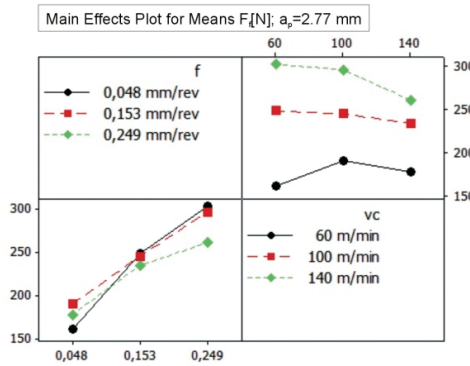 Main Effects Plot for Means Ff[N]; ap=2.77 mm
60 100 140
f
0,048 mm/rev
0,153 mm/rev
0,249 mm/rev
300
250
200
150
300
250
200
150
vc
60 m/min
100 m/min
140 m/min
0,048 0,153 0,249